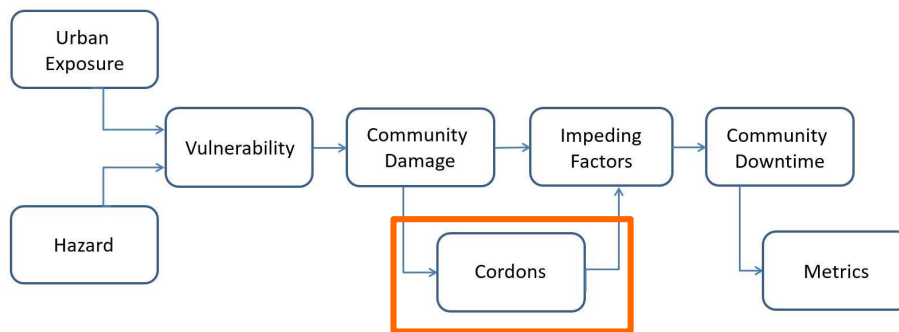 Urban
Exposure
Vulnerability
Community
Damage
Impeding
Factors
Community
Downtime
Hazard
Cordons
Metrics